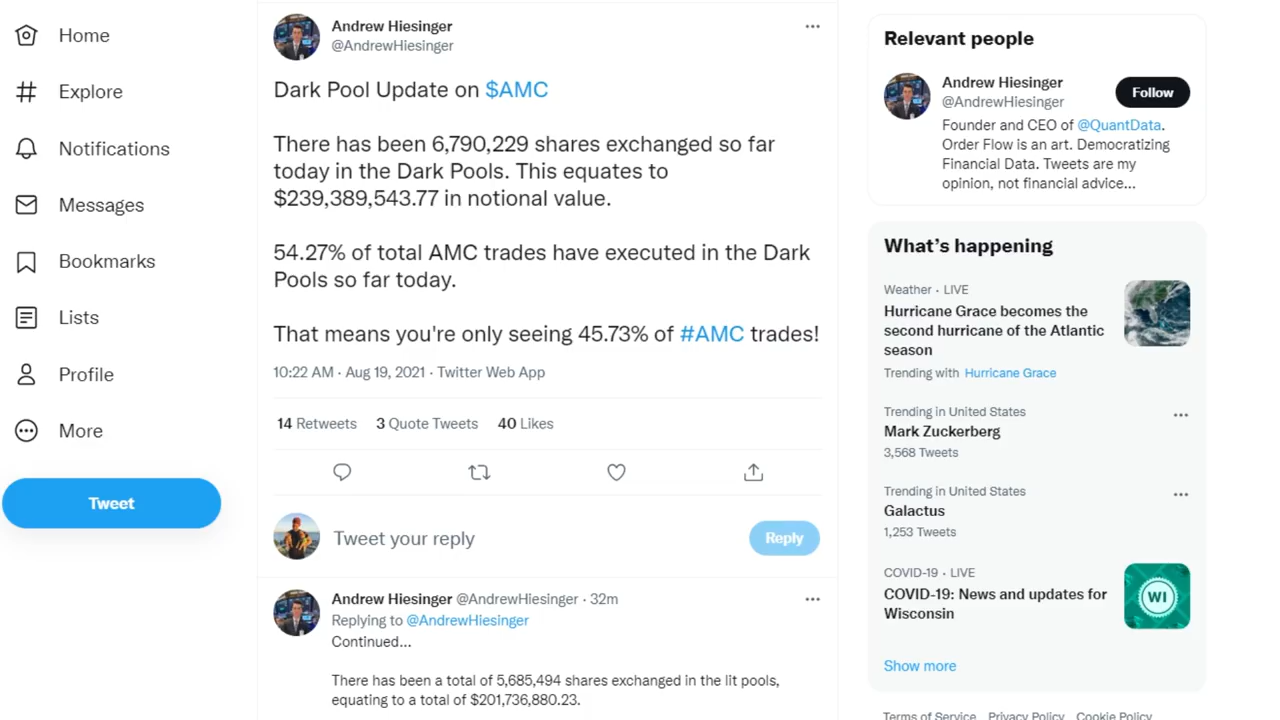 Home
Explore
Notifications
Messages
Bookmarks
Lists
Profile
More
Tweet
Andrew Hiesinger
@AndrewHiesinger
Dark Pool Update on $AMC
There has been 6,790,229 shares exchanged so far
today in the Dark Pools. This equates to
$239,389,543.77 in notional value.
54.27% of total AMC trades have executed in the Dark
Pools so far today.
That means you're only seeing 45.73% of #AMC trades!
10:22 AM · Aug 19, 2021 · Twitter Web App
14 Retweets 3 Quote Tweets 40 Likes
Tweet your reply
Reply
Andrew Hiesinger @AndrewHiesinger · 32m
Replying to @AndrewHiesinger
Continued...
There has been a total of 5,685,494 shares exchanged in the lit pools,
equating to a total of $201,736,880.23.
Relevant people
Andrew Hiesinger
@AndrewHiesinger
Follow
Founder and CEO of @QuantData.
Order Flow is an art. Democratizing
Financial Data. Tweets are my
opinion, not financial advice...
What's happening
Weather · LIVE
Hurricane Grace becomes the
second hurricane of the Atlantic
season
Trending with Hurricane Grace
Trending in United States
Mark Zuckerberg
3,568 Tweets
Trending in United States
Galactus
1,253 Tweets
COVID-19 · LIVE
COVID-19: News and updates for
Wisconsin
WI
Show more
Terms of Service Privacy Policy Cookie Policy